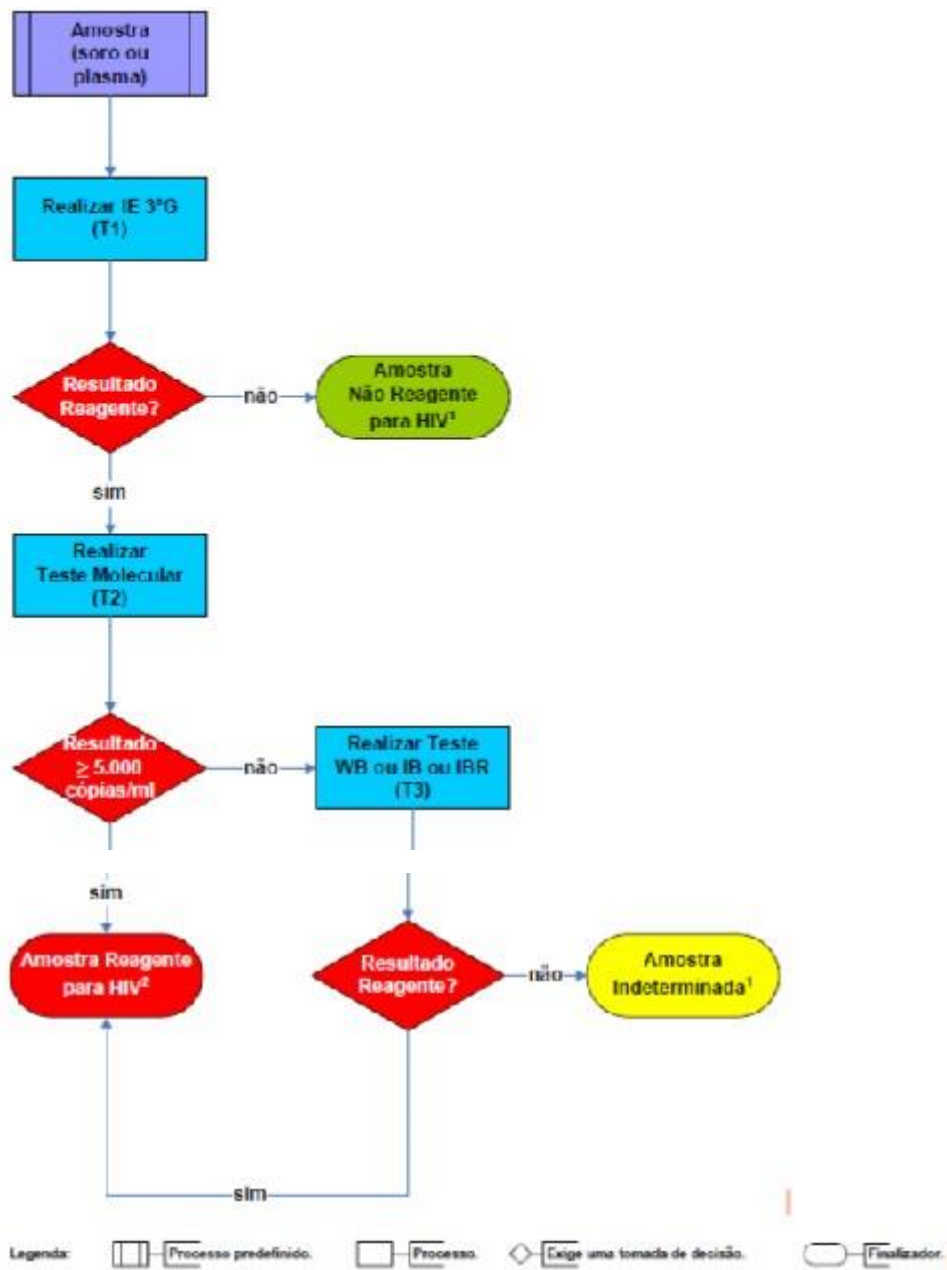 Amostra
(soro ou
plasma)
Realizar IE 3ªG
(T1)
Resultado
Reagente?
não
Amostra
Não Reagente
para HIV¹
sim
Realizar
Teste Molecular
(T2)
Resultado
≥ 5.000
cópias/ml
não
Realizar Teste
WB ou IB ou IBR
(T3)
sim
Amostra Reagente
para HIV²
Resultado
Reagente?
não
Amostra
Indeterminada¹
sim
Legenda:
Processo predefinido.
Processo.
Exige uma tomada de decisão.
Finalizador.